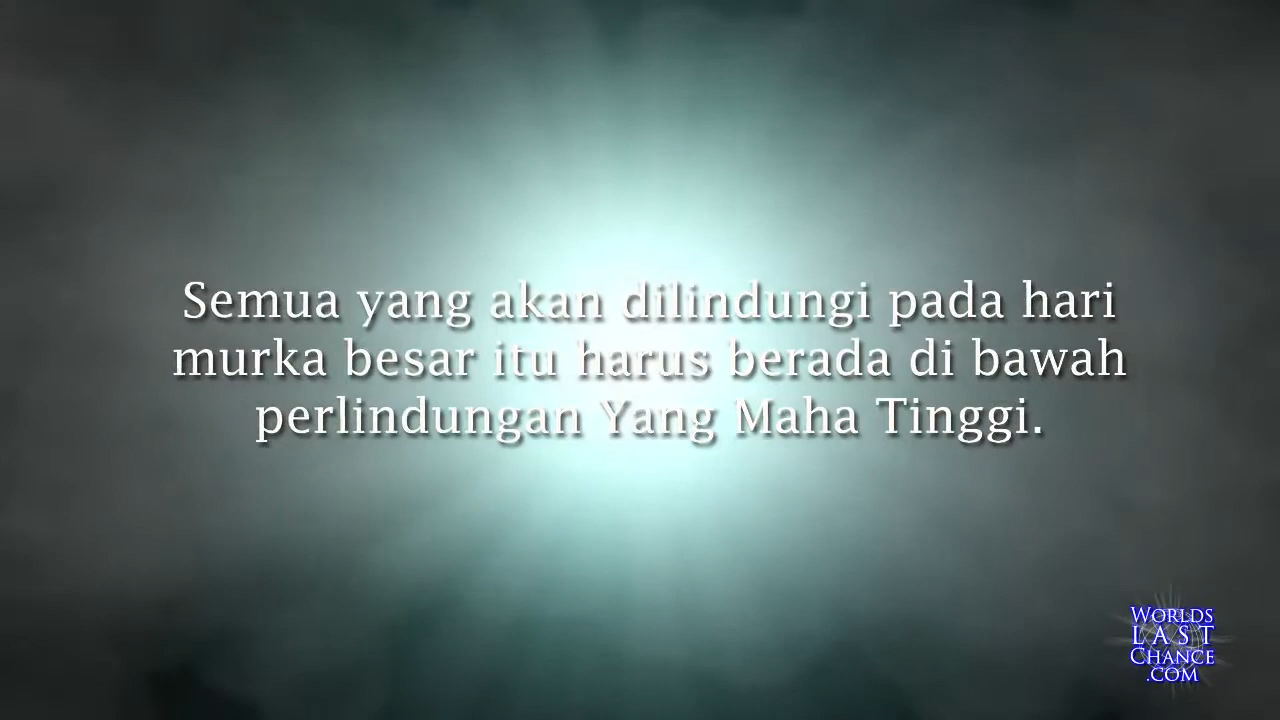 Semua yang akan dilindungi pada hari
murka besar itu harus berada di bawah
perlindungan Yang Maha Tinggi.
WORLDS
LAST
CHANCE
.COM